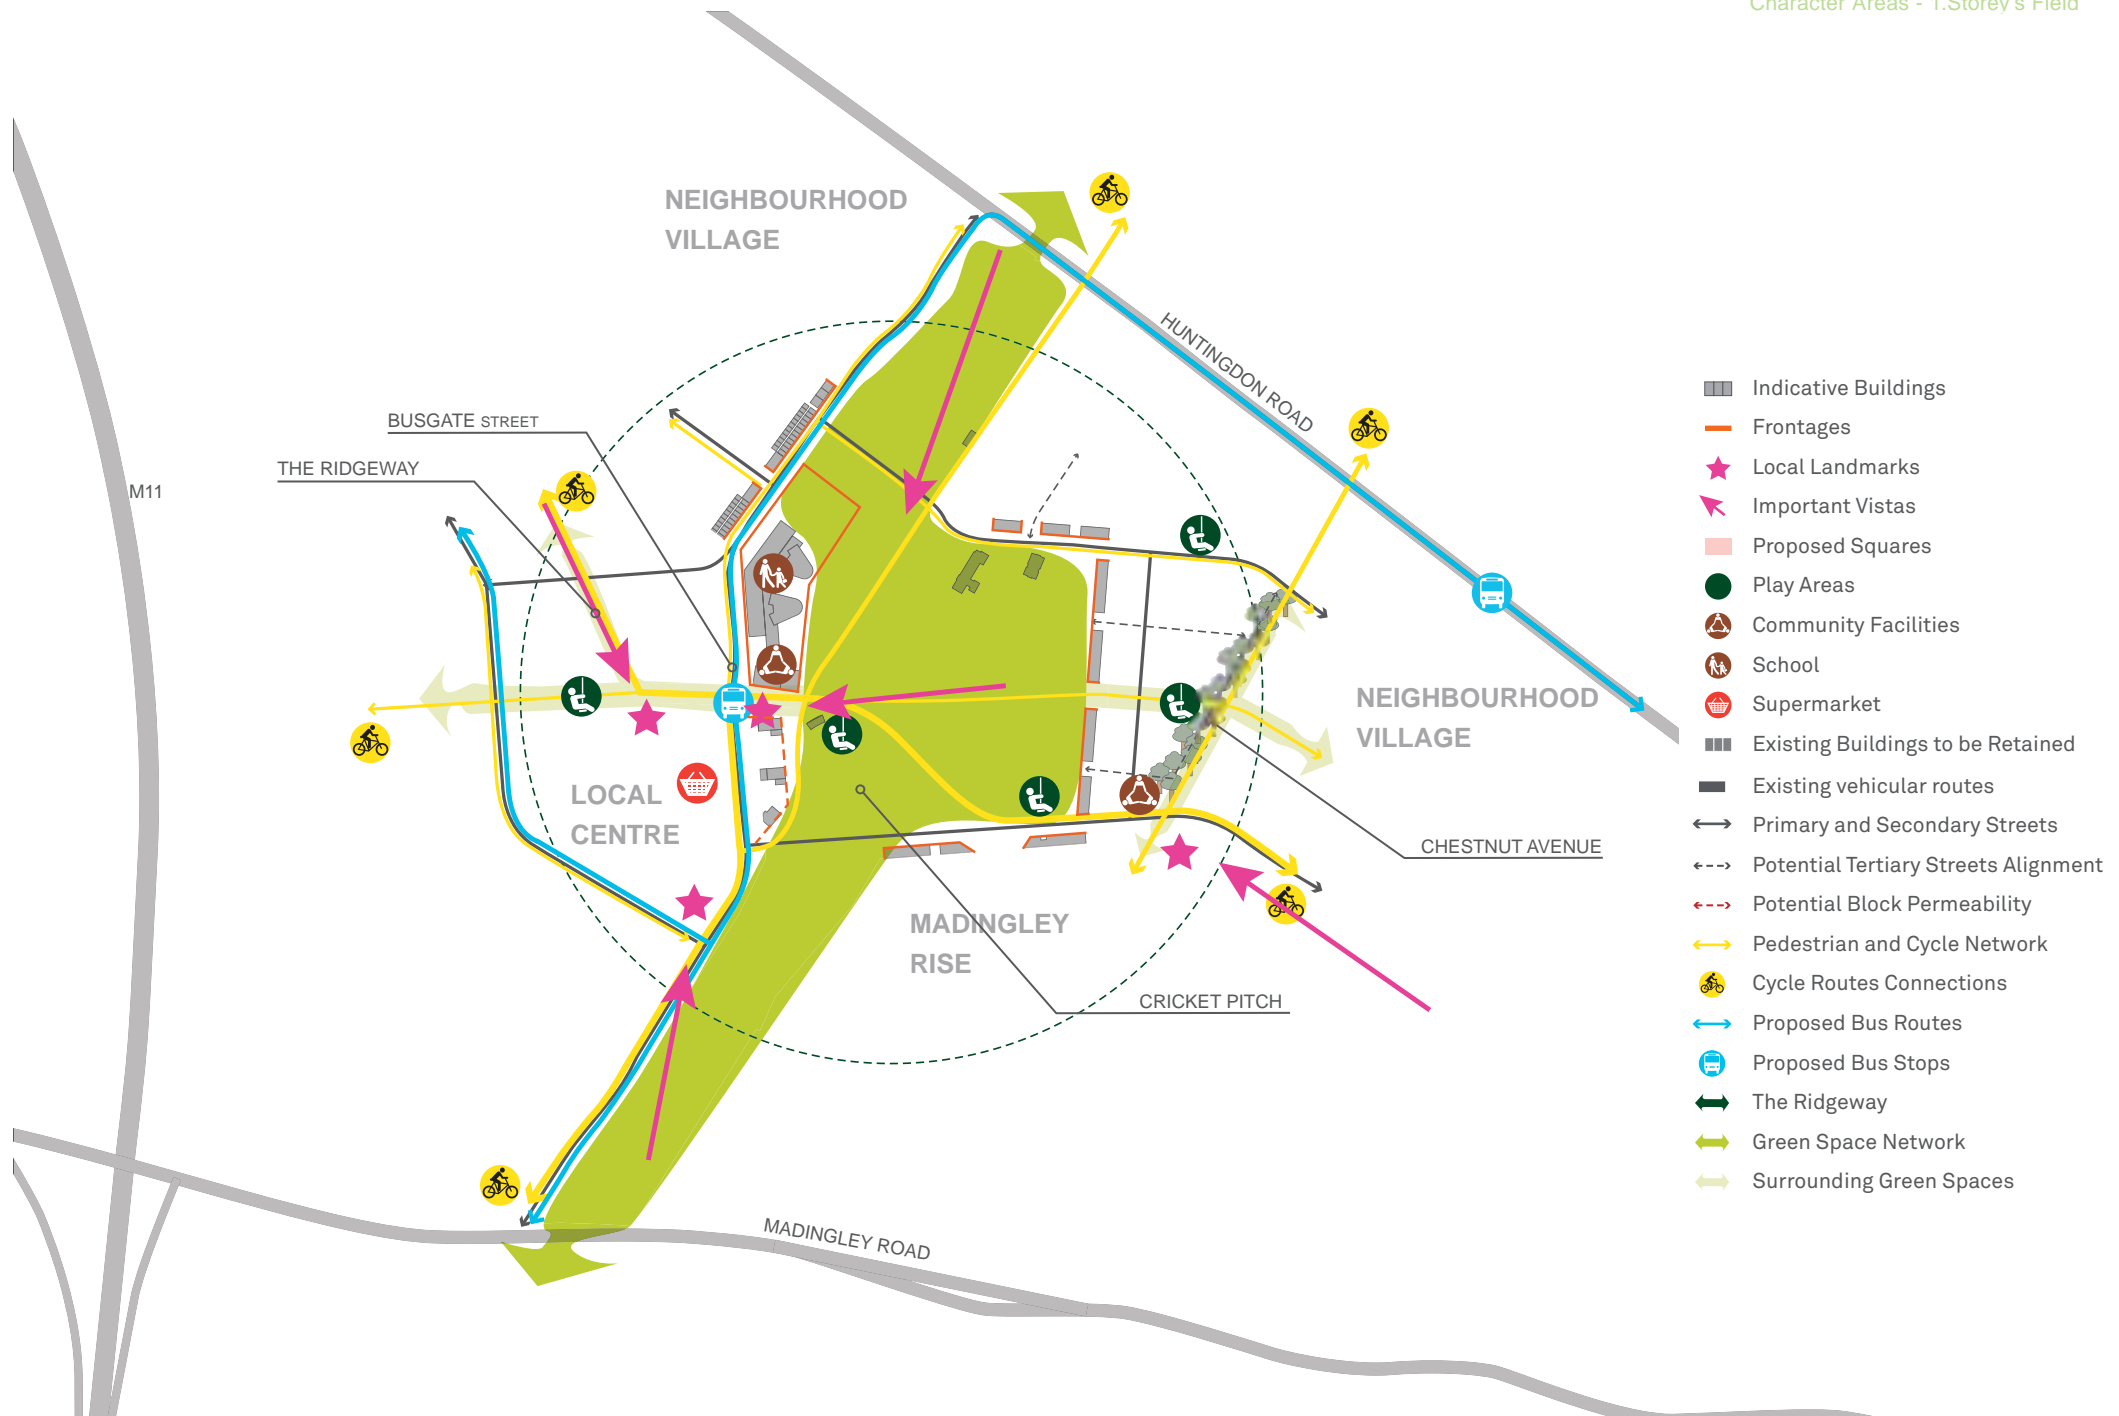 Character Areas - 1.Storey's Field
NEIGHBOURHOOD
VILLAGE
HUNTINGDON ROAD
BUSGATE STREET
THE RIDGEWAY
M11
NEIGHBOURHOOD
VILLAGE
LOCAL
CENTRE
CHESTNUT AVENUE
MADINGLEY
RISE
CRICKET PITCH
MADINGLEY ROAD
Indicative Buildings
Frontages
Local Landmarks
Important Vistas
Proposed Squares
Play Areas
Community Facilities
School
Supermarket
Existing Buildings to be Retained
Existing vehicular routes
Primary and Secondary Streets
Potential Tertiary Streets Alignment
Potential Block Permeability
Pedestrian and Cycle Network
Cycle Routes Connections
Proposed Bus Routes
Proposed Bus Stops
The Ridgeway
Green Space Network
Surrounding Green Spaces